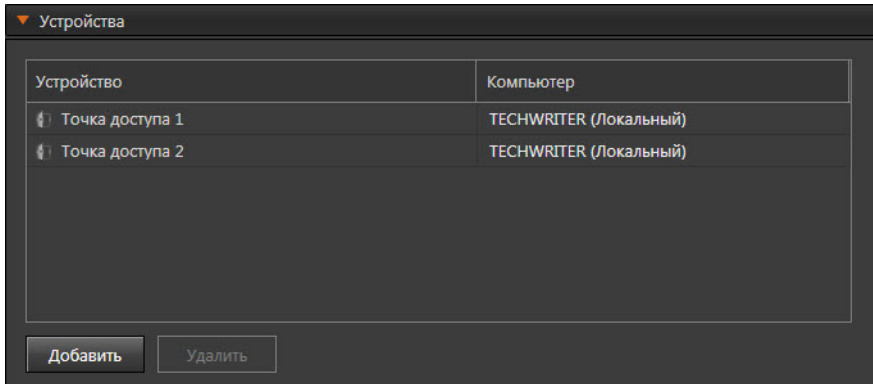 Устройства
Устройство Компьютер
Точка доступа 1 TECHWRITER (Локальный)
Точка доступа 2 TECHWRITER (Локальный)
Добавить Удалить